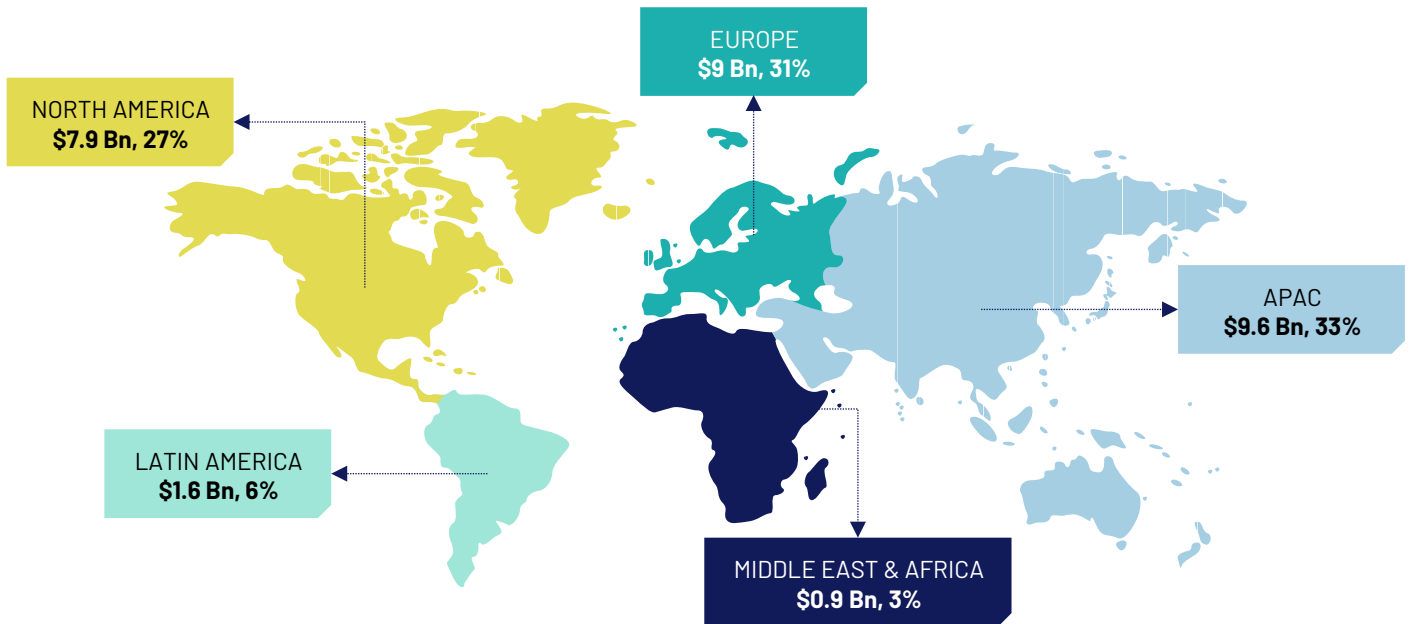 EUROPE
$9 Bn, 31%
NORTH AMERICA
$7.9 Bn, 27%
APAC
$9.6 Bn, 33%
LATIN AMERICA
$1.6 Bn, 6%
MIDDLE EAST & AFRICA
$0.9 Bn, 3%